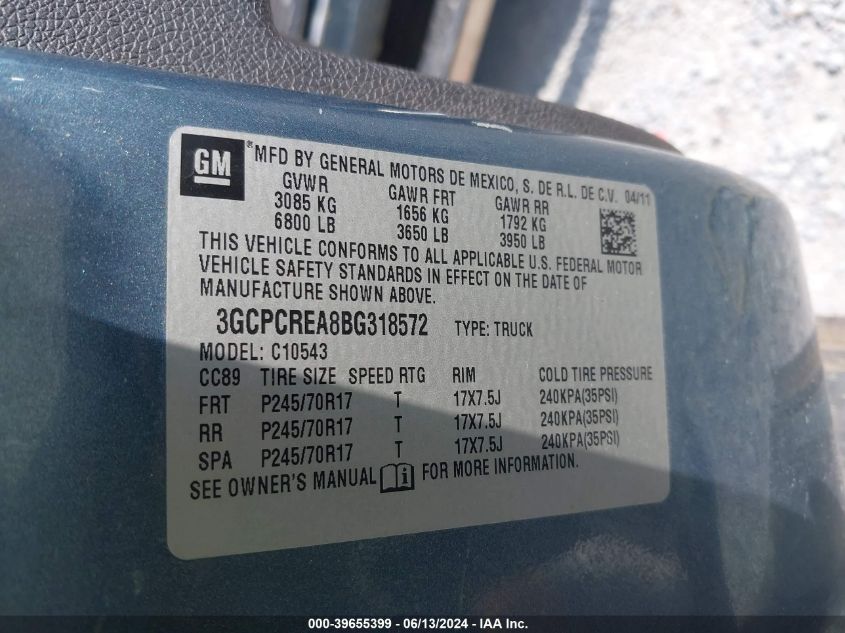 GM
®MFD BY GENERAL MOTORS DE MEXICO, S. DE R.L. DE C.V. 04/11
GVWR GAWR FRT GAWR RR
3085 KG 1656 KG 1792 KG
6800 LB 3650 LB 3950 LB
THIS VEHICLE CONFORMS TO ALL APPLICABLE U.S. FEDERAL MOTOR
VEHICLE SAFETY STANDARDS IN EFFECT ON THE DATE OF
MANUFACTURE SHOWN ABOVE.
3GCPCREA8BG318572 TYPE: TRUCK
MODEL: C10543
CC89 TIRE SIZE SPEED RTG RIM COLD TIRE PRESSURE
FRT P245/70R17 T 17X7.5J 240KPA(35PSI)
RR P245/70R17 T 17X7.5J 240KPA(35PSI)
SPA P245/70R17 T 17X7.5J 240KPA(35PSI)
SEE OWNER'S MANUAL i FOR MORE INFORMATION.
000-39655399 - 06/13/2024 - IAA Inc.